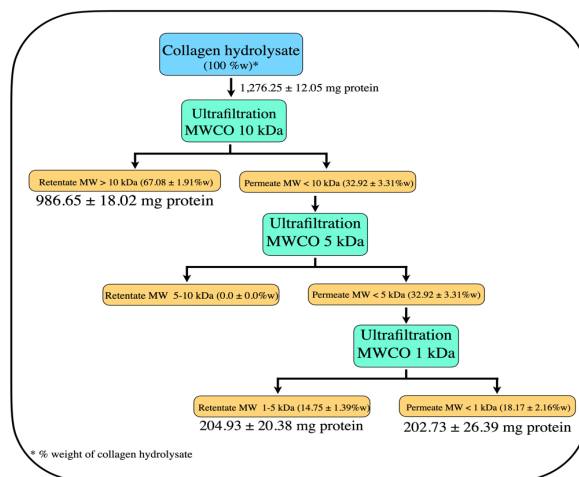 Collagen hydrolysate
(100 %w)*
1,276.25 ± 12.05 mg protein
Ultrafiltration
MWCO 10 kDa
Retentate MW > 10 kDa (67.08 ± 1.91%w)
Permeate MW < 10 kDa (32.92 ± 3.31%w)
986.65 ± 18.02 mg protein
Ultrafiltration
MWCO 5 kDa
Retentate MW 5-10 kDa (0.0 ± 0.0%w)
Permeate MW < 5 kDa (32.92 ± 3.31%w)
Ultrafiltration
MWCO 1 kDa
Retentate MW 1-5 kDa (14.75 ± 1.39%w)
Permeate MW < 1 kDa (18.17 ± 2.16%w)
204.93 ± 20.38 mg protein
202.73 ± 26.39 mg protein
* % weight of collagen hydrolysate